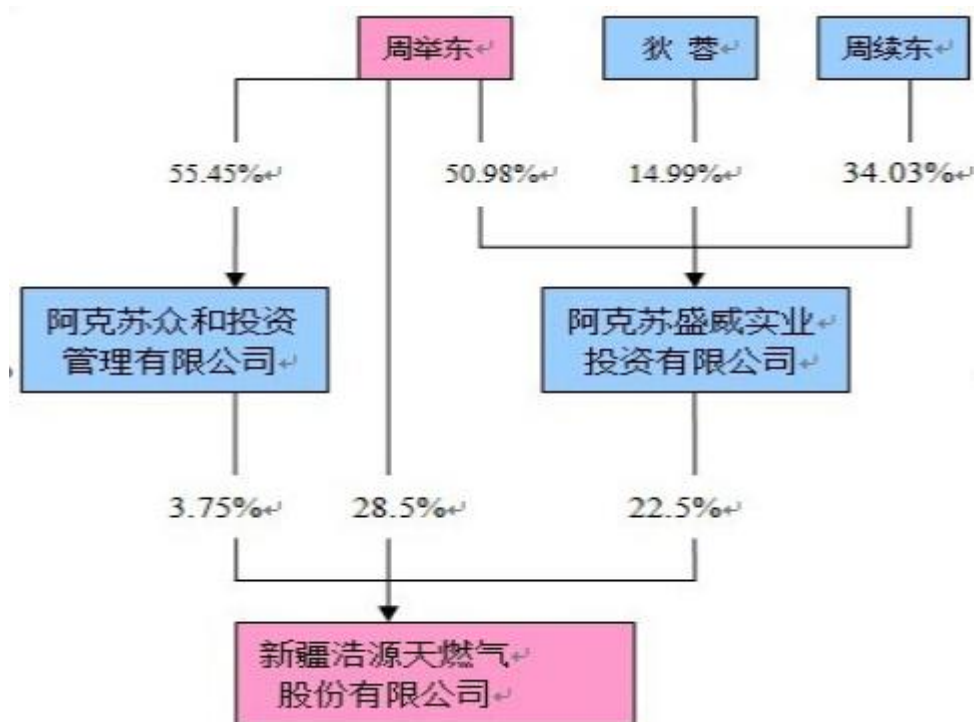 周举东
狄 蓉
周续东
55.45%
50.98%
14.99%
34.03%
阿克苏众和投资
管理有限公司
阿克苏盛威实业
投资有限公司
3.75%
28.5%
22.5%
新疆浩源天燃气
股份有限公司